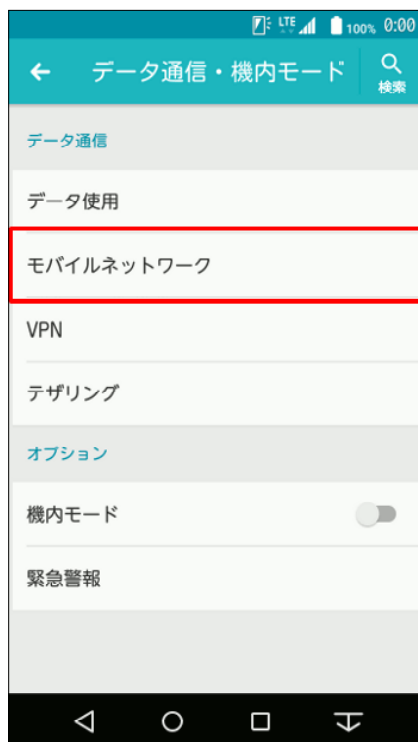 LTE 100% 0:00
データ通信・機内モード 検索
データ通信
データ使用
モバイルネットワーク
VPN
テザリング
オプション
機内モード
緊急警報